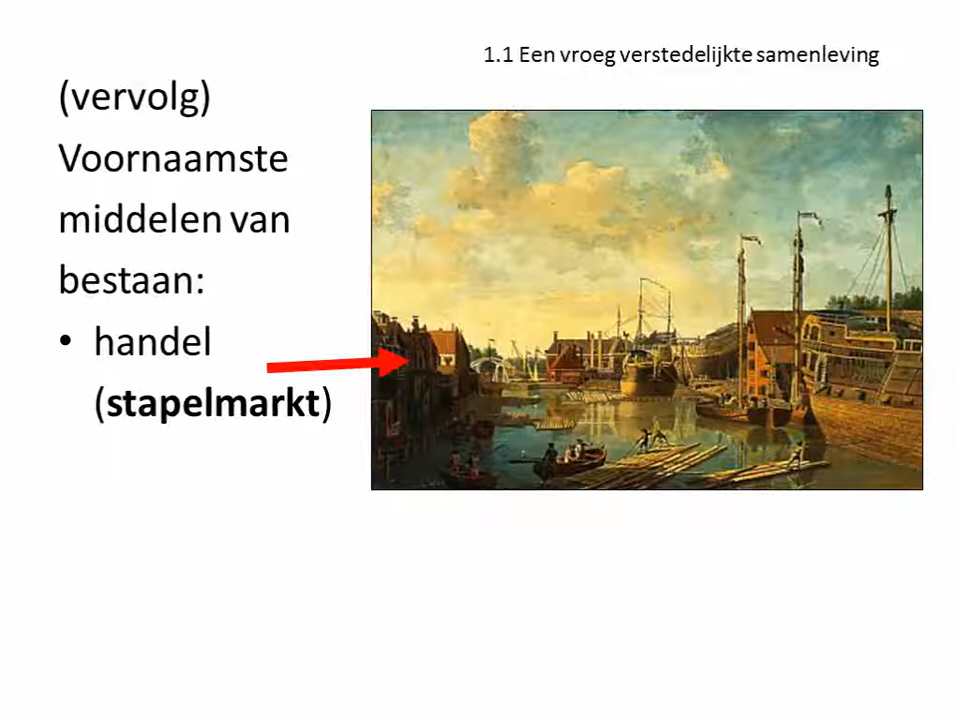 1.1 Een vroeg verstedelijkte samenleving
(vervolg)
Voornaamste
middelen van
bestaan:
• handel
(stapelmarkt)